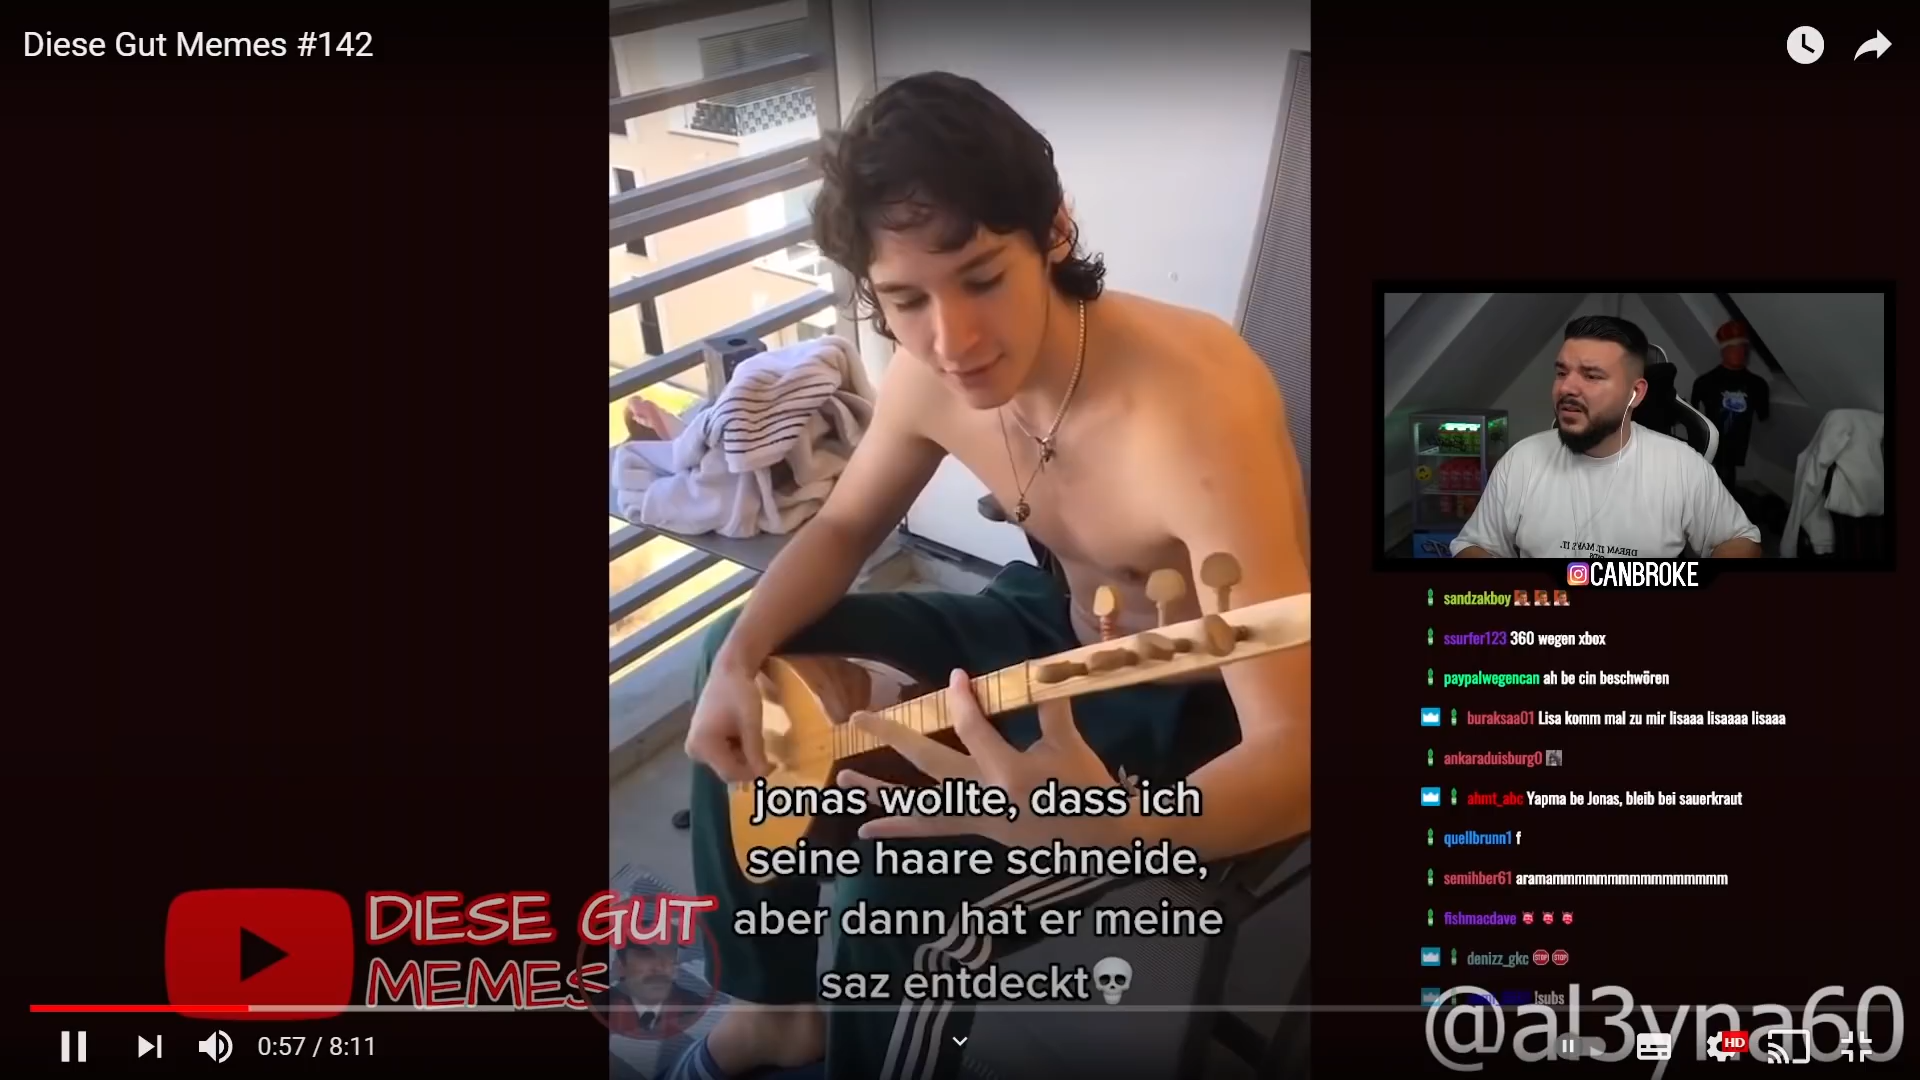 Diese Gut Memes #142
jonas wollte, dass ich
seine haare schneide,
aber dann hat er meine
saz entdeckt💀
DIESE GUT
MEMES
0:57 / 8:11
CANBROKE
sandzakboy
ssurfer123 360 wegen xbox
paypalwegencan ah be cin beschwören
buraksaa01 Lisa komm mal zu mir lisaaa lisaaaa lisaaa
ankaraduisburg0
ahmt_abc Yapma be Jonas, bleib bei sauerkraut
quellbrunn1 f
semihber61 aramammmmmmmmmmmmmmmm
fishmacdave
denizz_gkc
!subs
@al3yna60
HD